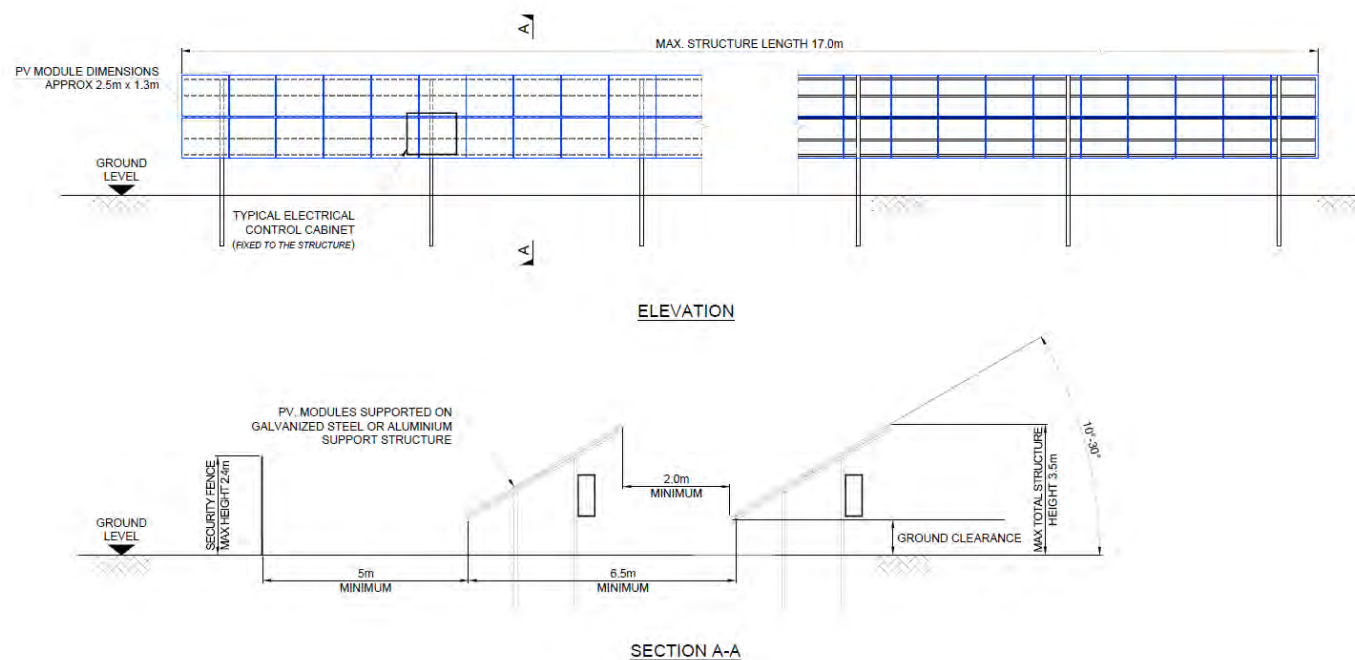 A
MAX. STRUCTURE LENGTH 17.0m
PV MODULE DIMENSIONS
APPROX 2.5m x 1.3m
GROUND
LEVEL
TYPICAL ELECTRICAL
CONTROL CABINET
(FIXED TO THE STRUCTURE)
A
ELEVATION
PV. MODULES SUPPORTED ON
GALVANIZED STEEL OR ALUMINIUM
SUPPORT STRUCTURE
SECURITY FENCE
MAX HEIGHT 2.4m
2.0m
MINIMUM
MAX TOTAL STRUCTURE
HEIGHT 3.5m
10°-30°
GROUND
LEVEL
GROUND CLEARANCE
5m
MINIMUM
6.5m
MINIMUM
SECTION A-A